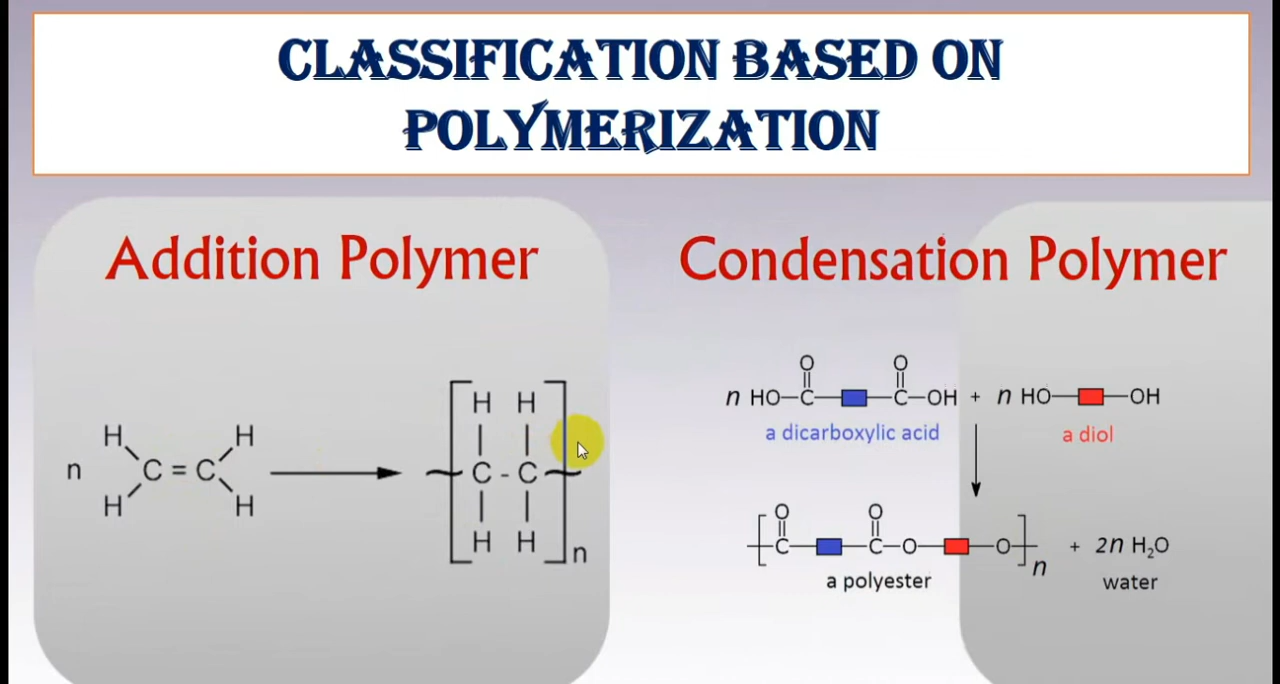 CLASSIFICATION BASED ON
POLYMERIZATION
Addition Polymer
n
H H
C = C
H H
H H
C - C
H H
n
Condensation Polymer
O O
n HO–C–C–OH + n HO–OH
a dicarboxylic acid
a diol
O O
C–C–O–O
n
+ 2n H₂O
a polyester
water